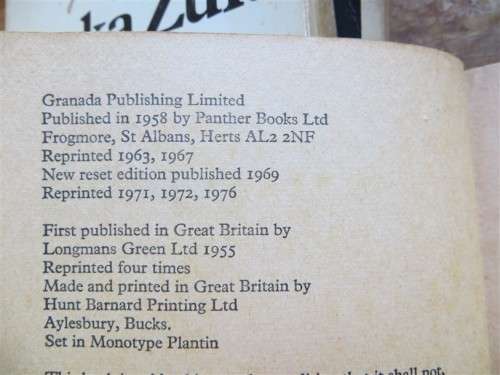 Granada Publishing Limited
Published in 1958 by Panther Books Ltd
Frogmore, St Albans, Herts AL2 2NF
Reprinted 1963, 1967
New reset edition published 1969
Reprinted 1971, 1972, 1976
First published in Great Britain by
Longmans Green Ltd 1955
Reprinted four times
Made and printed in Great Britain by
Hunt Barnard Printing Ltd
Aylesbury, Bucks.
Set in Monotype Plantin